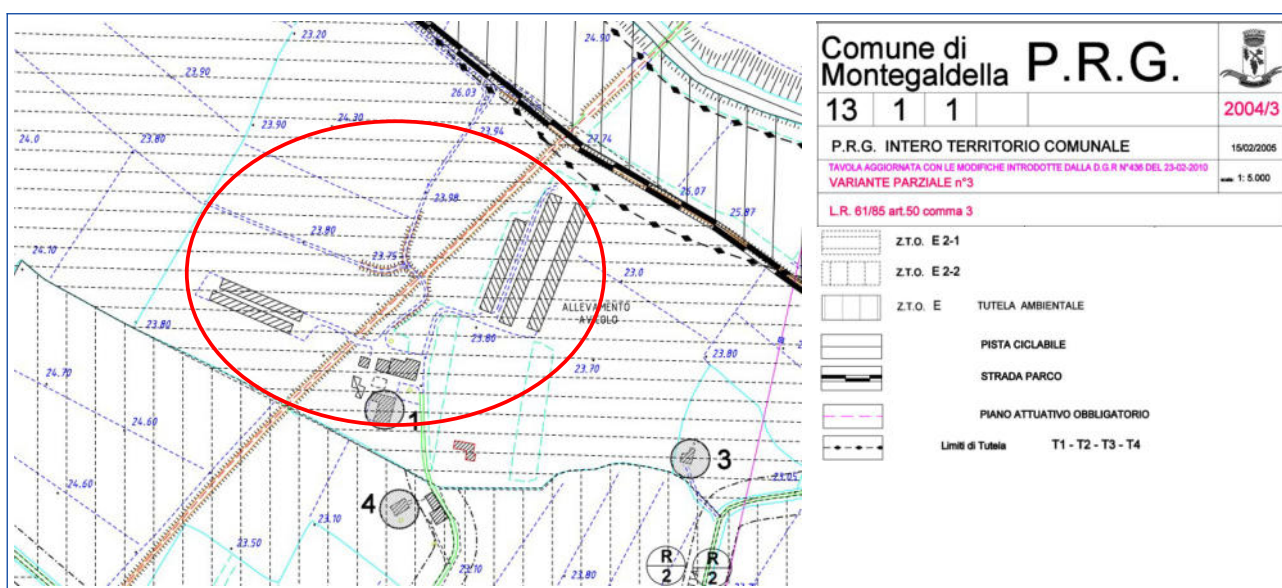 23.20
24.90
23.90
26.03
24.30
23.90
23.94
27.74
24.0
23.80
26.07
23.98
25.87
23.80
24.10
23.75
23.0
ALLEVAMENTO
AVICOLO
23.80
23.80
23.80
23.70
24.70
1
24.60
3
23.05
24.60
4
23.10
23.50
23.80
R
2
R
2
Comune di
Montegaldella
P.R.G.
13 1 1
2004/3
P.R.G. INTERO TERRITORIO COMUNALE
15/02/2005
TAVOLA AGGIORNATA CON LE MODIFICHE INTRODOTTE DALLA D.G.R N°436 DEL 23-02-2010
VARIANTE PARZIALE n°3
1: 5.000
L.R. 61/85 art.50 comma 3
Z.T.O. E 2-1
Z.T.O. E 2-2
Z.T.O. E TUTELA AMBIENTALE
PISTA CICLABILE
STRADA PARCO
PIANO ATTUATIVO OBBLIGATORIO
Limiti di Tutela T1 - T2 - T3 - T4